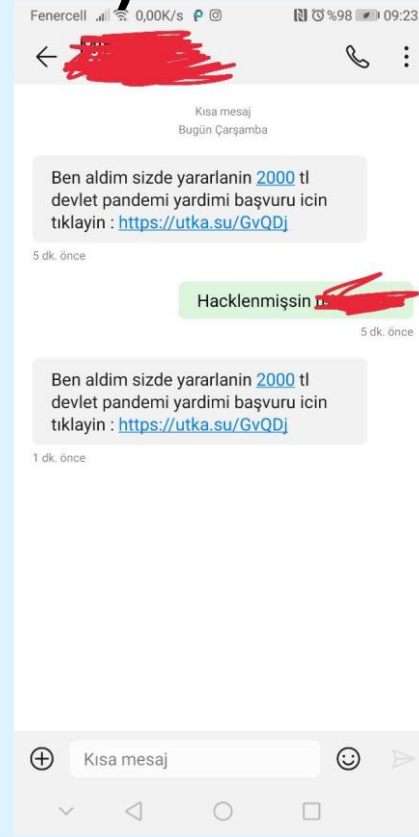 Fenercell 0,00K/s %98 09:23
Kısa mesaj
Bugün Çarşamba
Ben aldim sizde yararlanin 2000 tl
devlet pandemi yardimi başvuru icin
tıklayin : https://utka.su/GvQDj
5 dk. önce
Hacklenmişsin
5 dk. önce
Ben aldim sizde yararlanin 2000 tl
devlet pandemi yardimi başvuru icin
tıklayin : https://utka.su/GvQDj
1 dk. önce
Kısa mesaj